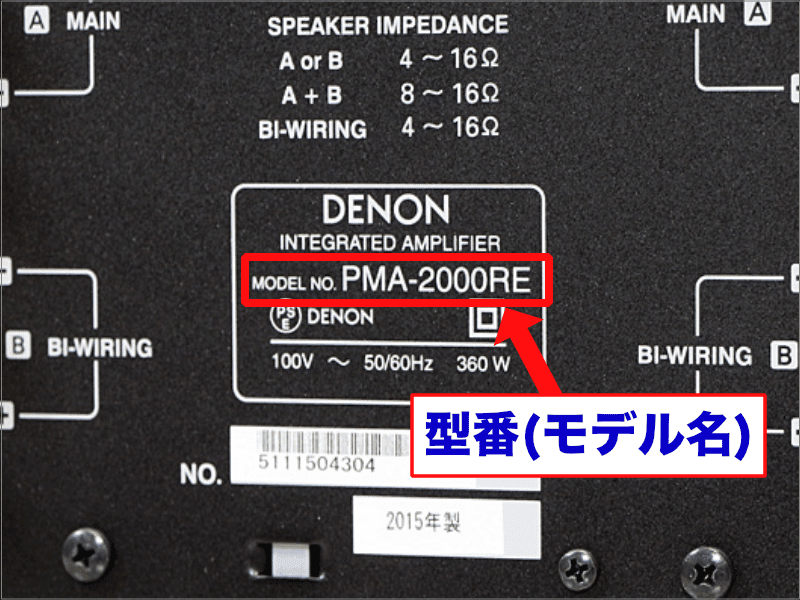 A MAIN
MAIN A
SPEAKER IMPEDANCE
A or B 4 ~ 16Ω
A + B 8 ~ 16Ω
BI-WIRING 4 ~ 16Ω
DENON
INTEGRATED AMPLIFIER
MODEL NO. PMA-2000RE
PS E DENON
100V ~ 50/60Hz 360 W
B BI-WIRING
BI-WIRING B
型番(モデル名)
NO. 5111504304
2015年製